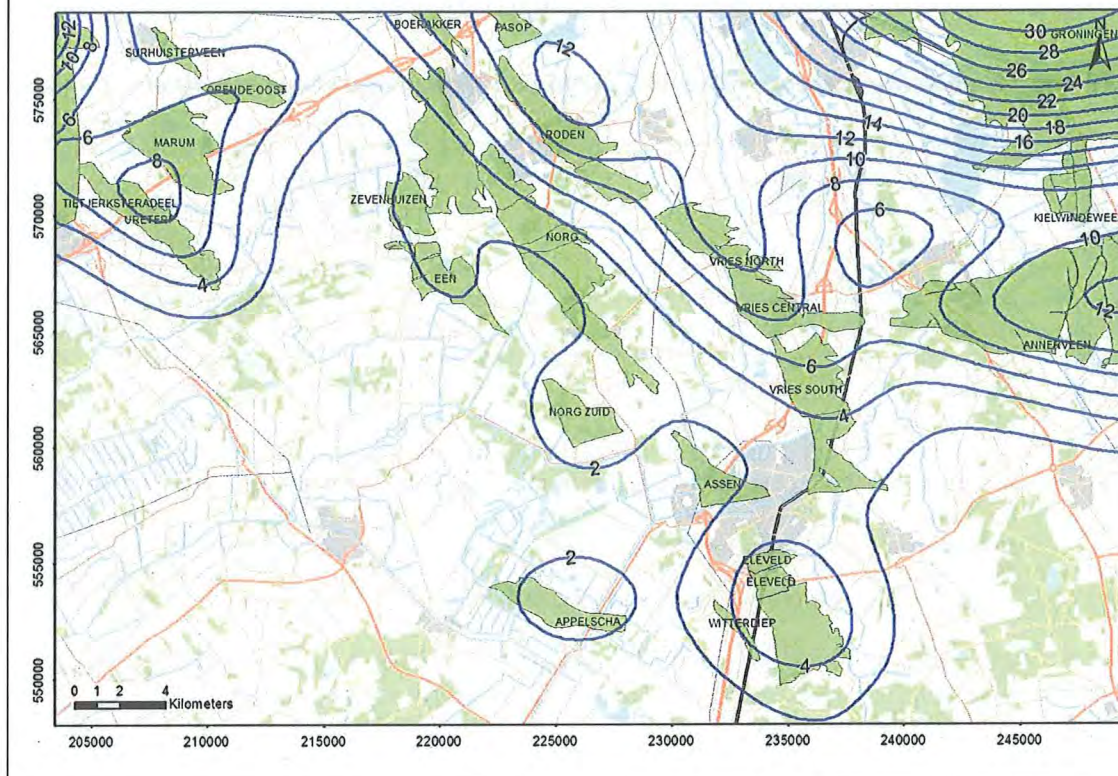 BOERAKKER
PASOP
12
10
8
SURHUISTERVEEN
12
30
GRONINGEN
N
28
26
24
22
20
18
16
14
12
10
8
6
575000
OPENDE-OOST
6
6
MARUM
8
RODEN
570000
TIETJERKSTERADEEL
URETERP
ZEVENHUIZEN
NORG
VRIES NORTH
10
4
EEN
VRIES CENTRAL
12
565000
ANNERVEEN
6
VRIES SOUTH
4
NORG ZUID
560000
2
ASSEN
555000
2
ELEVELD
ELEVELD
APPELSCHA
WITTERDIEP
4
550000
0 1 2 4
Kilometers
205000 210000 215000 220000 225000 230000 235000 240000 245000